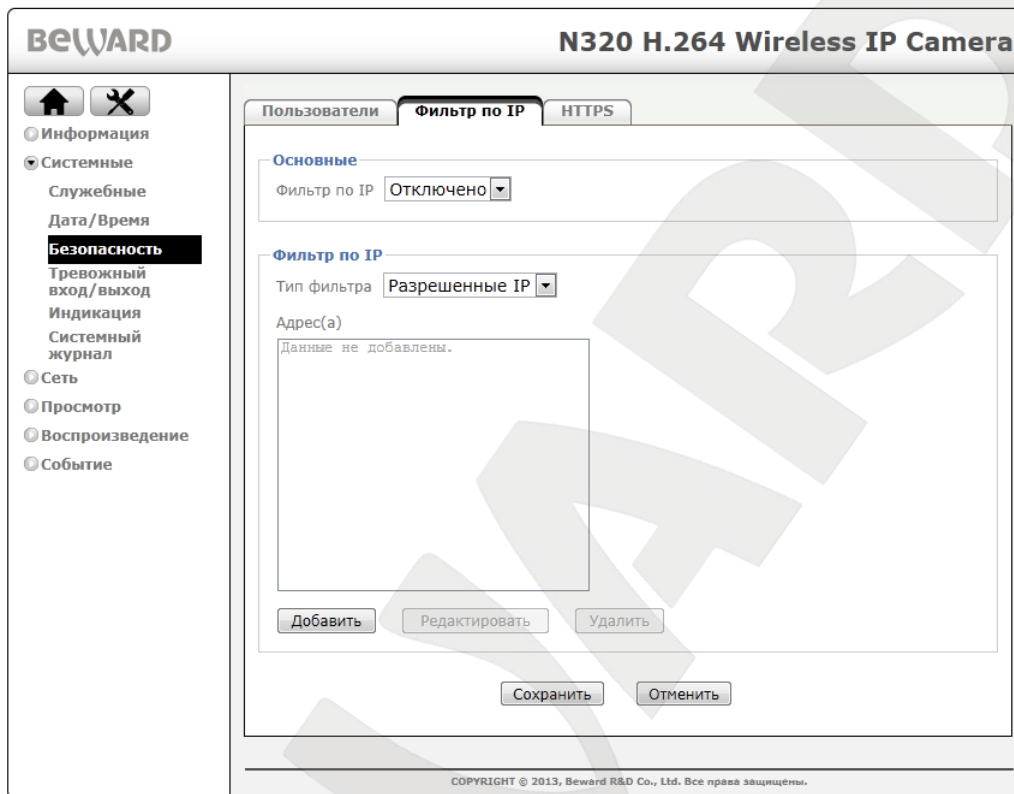 BEWARD
N320 H.264 Wireless IP Camera
Информация
Системные
Служебные
Дата/Время
Безопасность
Тревожный
вход/выход
Индикация
Системный
журнал
Сеть
Просмотр
Воспроизведение
Событие
Пользователи
Фильтр по IP
HTTPS
Основные
Фильтр по IP Отключено
Фильтр по IP
Тип фильтра Разрешенные IP
Адрес(а)
Данные не добавлены.
Добавить Редактировать Удалить
Сохранить Отменить
COPYRIGHT © 2013, Beward R&D Co., Ltd. Все права защищены.